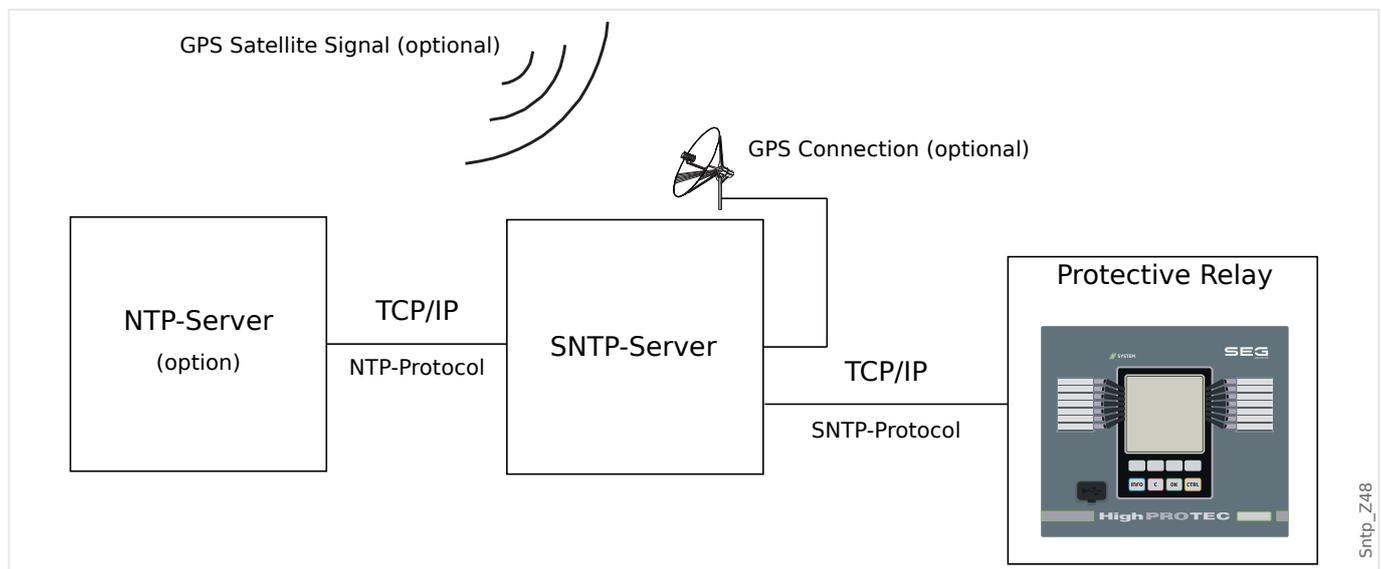 GPS Satellite Signal (optional)
GPS Connection (optional)
NTP-Server
(option)
TCP/IP
NTP-Protocol
SNTP-Server
TCP/IP
SNTP-Protocol
Protective Relay
SYSTEM
SEG
INFO C OK CTRL
HighPROTEC
Sntp_Z48